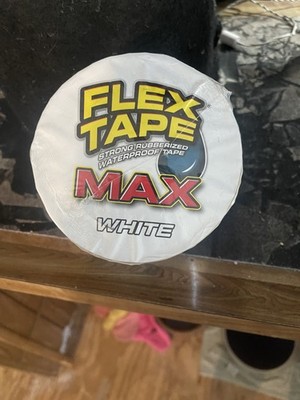 FLEX
TAPE
STRONG RUBBERIZED
WATERPROOF TAPE
MAX
WHITE